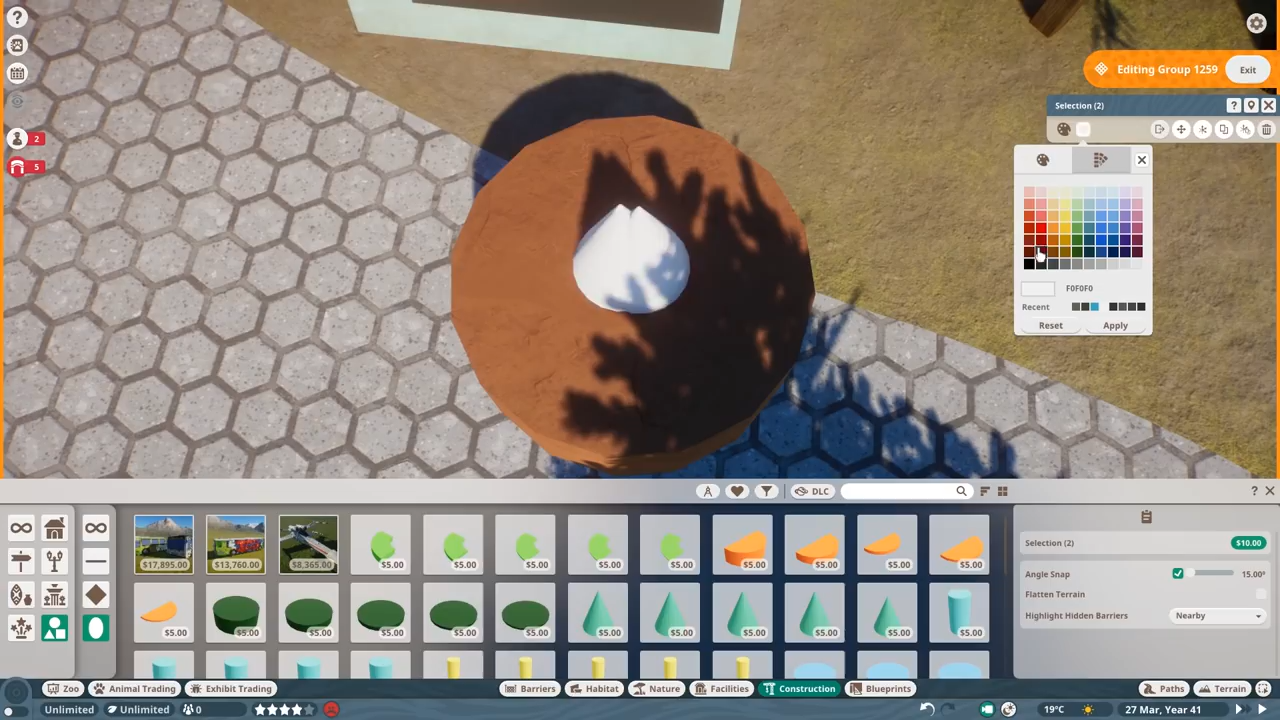 ?
2
5
Editing Group 1259 Exit
Selection (2) ?
F0F0F0
Recent
Reset Apply
DLC ?
$17,895.00 $13,760.00 $8,365.00 $5.00 $5.00 $5.00 $5.00 $5.00 $5.00 $5.00 $5.00 $5.00
$5.00 $5.00 $5.00 $5.00 $5.00 $5.00 $5.00 $5.00 $5.00 $5.00 $5.00 $5.00
Selection (2) $10.00
Angle Snap 15.00°
Flatten Terrain
Highlight Hidden Barriers Nearby
Zoo Animal Trading Exhibit Trading Barriers Habitat Nature Facilities Construction Blueprints Paths Terrain
Unlimited Unlimited 0 19°C 27 Mar, Year 41